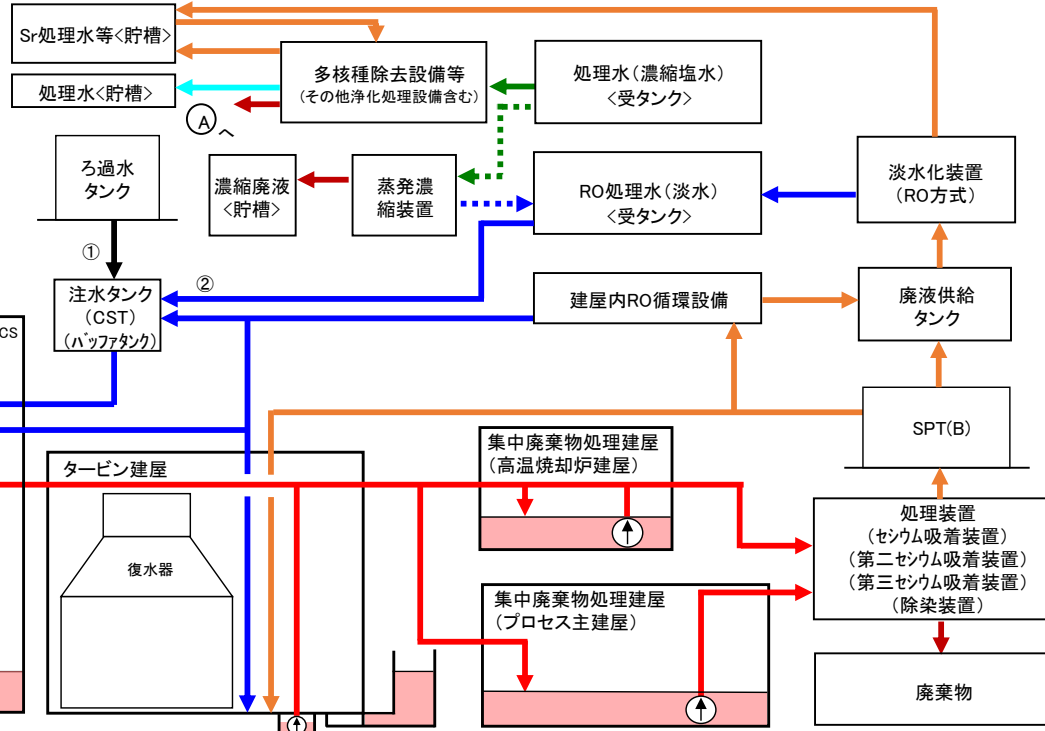 Sr処理水等<貯槽>
処理水<貯槽>
多核種除去設備等
(その他浄化処理設備含む)
処理水(濃縮塩水)
<受タンク>
A へ
ろ過水
タンク
濃縮廃液
<貯槽>
蒸発濃
縮装置
RO処理水(淡水)
<受タンク>
淡水化装置
(RO方式)
①
②
注水タンク
(CST)
(バッファタンク)
建屋内RO循環設備
廃液供給
タンク
CS
SPT(B)
タービン建屋
復水器
集中廃棄物処理建屋
(高温焼却炉建屋)
集中廃棄物処理建屋
(プロセス主建屋)
処理装置
(セシウム吸着装置)
(第二セシウム吸着装置)
(第三セシウム吸着装置)
(除染装置)
廃棄物